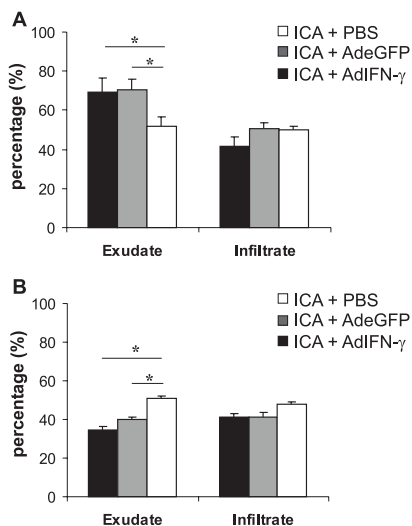 A
ICA + PBS
ICA + AdeGFP
ICA + AdIFN-γ
percentage (%)
100
80
60
40
20
0
*
*
Exudate
Infiltrate
B
ICA + PBS
ICA + AdeGFP
ICA + AdIFN-γ
percentage (%)
100
80
60
40
20
0
*
*
Exudate
Infiltrate